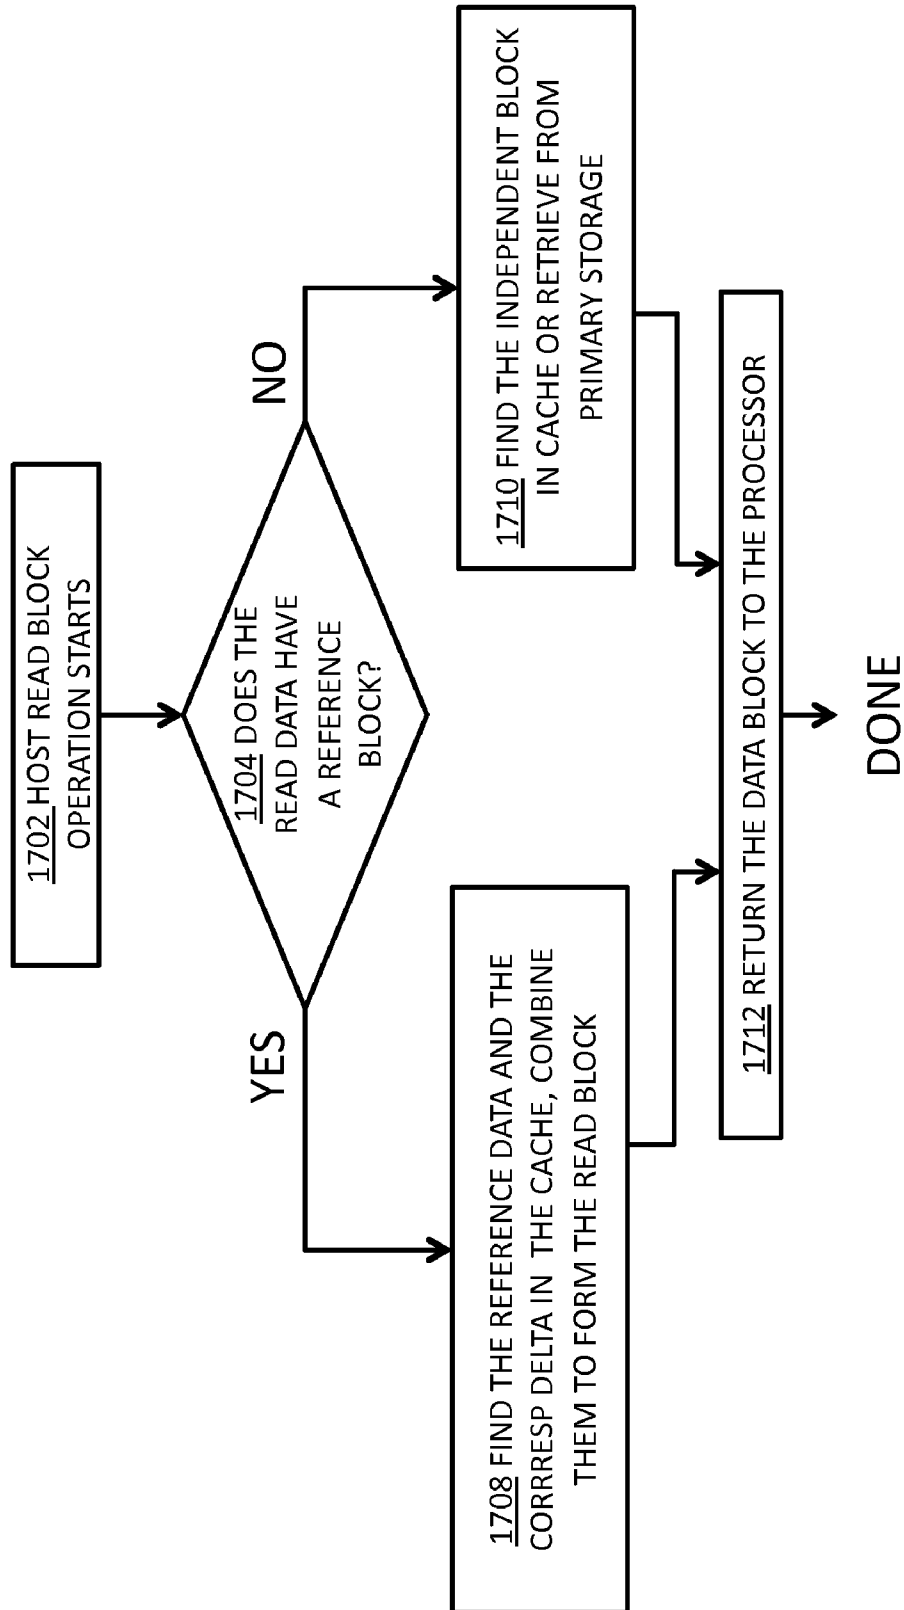 1702 HOST READ BLOCK
OPERATION STARTS
1704 DOES THE
READ DATA HAVE
A REFERENCE
BLOCK?
YES
NO
1708 FIND THE REFERENCE DATA AND THE
CORRRESP DELTA IN THE CACHE, COMBINE
THEM TO FORM THE READ BLOCK
1710 FIND THE INDEPENDENT BLOCK
IN CACHE OR RETRIEVE FROM
PRIMARY STORAGE
1712 RETURN THE DATA BLOCK TO THE PROCESSOR
DONE